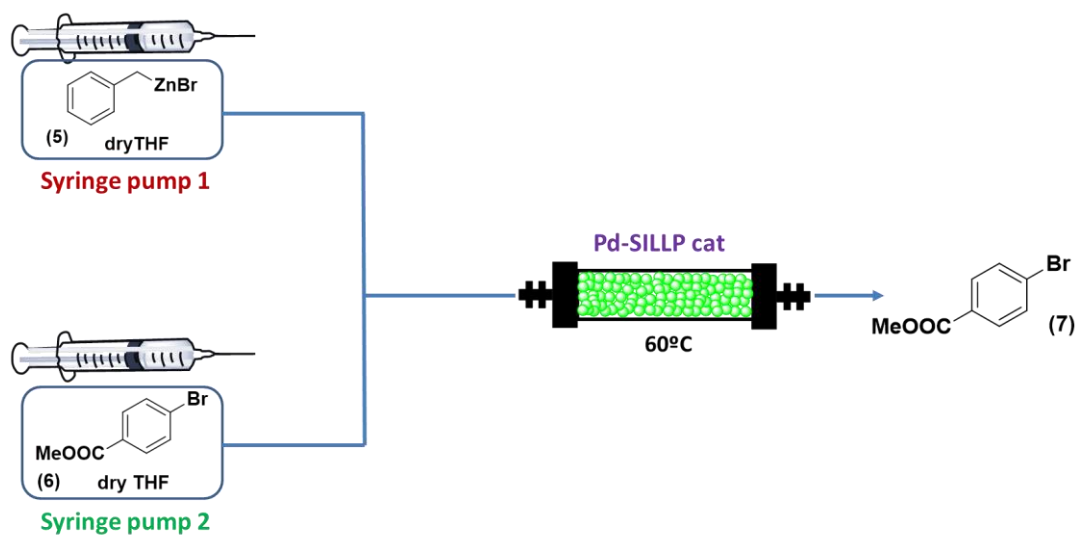 ZnBr
(5)
dryTHF
Syringe pump 1
Pd-SILLP cat
60ºC
Br
MeOOC
(7)
Br
MeOOC
(6)
dry THF
Syringe pump 2